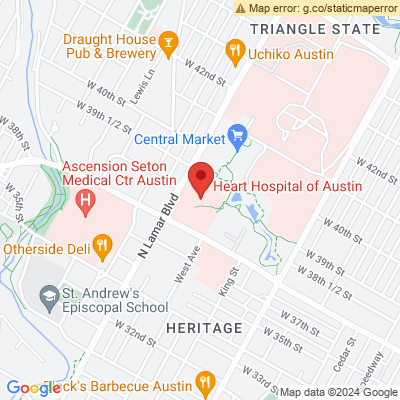 Map error: g.co/staticmaperror
TRIANGLE STATE
Draught House
Pub & Brewery
Uchiko Austin
W 42nd St
Lewis Ln
W 40th St
W 39th 1/2 St
W 38th St
Central Market
W 42nd St
Ascension Seton
Medical Ctr Austin
H
Heart Hospital of Austin
W 35th St
N Lamar Blvd
Otherside Deli
West Ave
W 40th St
W 39th St
W 38th 1/2 St
King St
St. Andrew's
Episcopal School
W 32nd St
HERITAGE
W 37th St
W 35th St
Cedar St
Speedway
W 33rd St
Google
Black's Barbecue Austin
Map data ©2024 Google